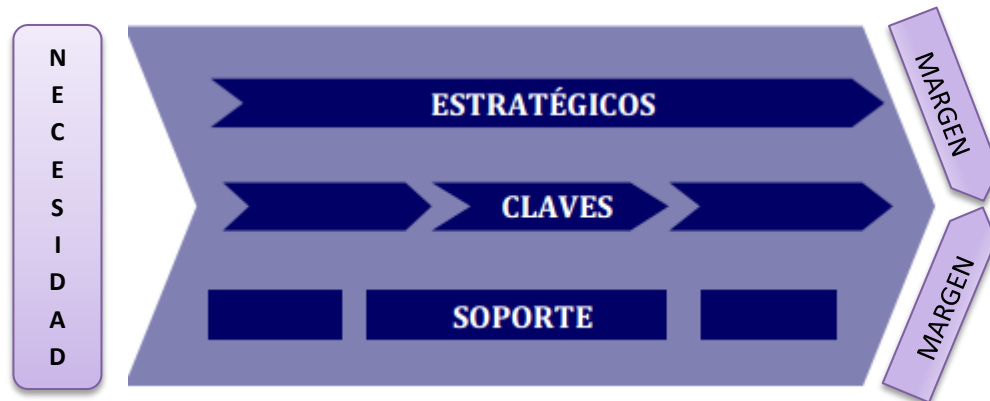 NECESIDAD
ESTRATÉGICOS
CLAVES
SOPORTE
MARGEN
MARGEN